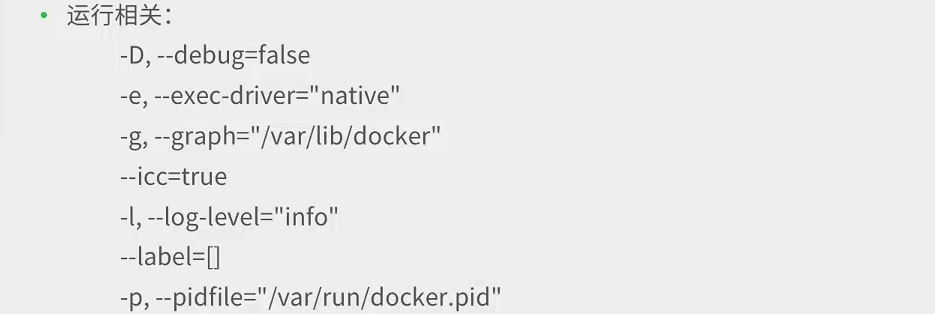 • 运行相关：
-D, --debug=false
-e, --exec-driver="native"
-g, --graph="/var/lib/docker"
--icc=true
-l, --log-level="info"
--label=[]
-p, --pidfile="/var/run/docker.pid"